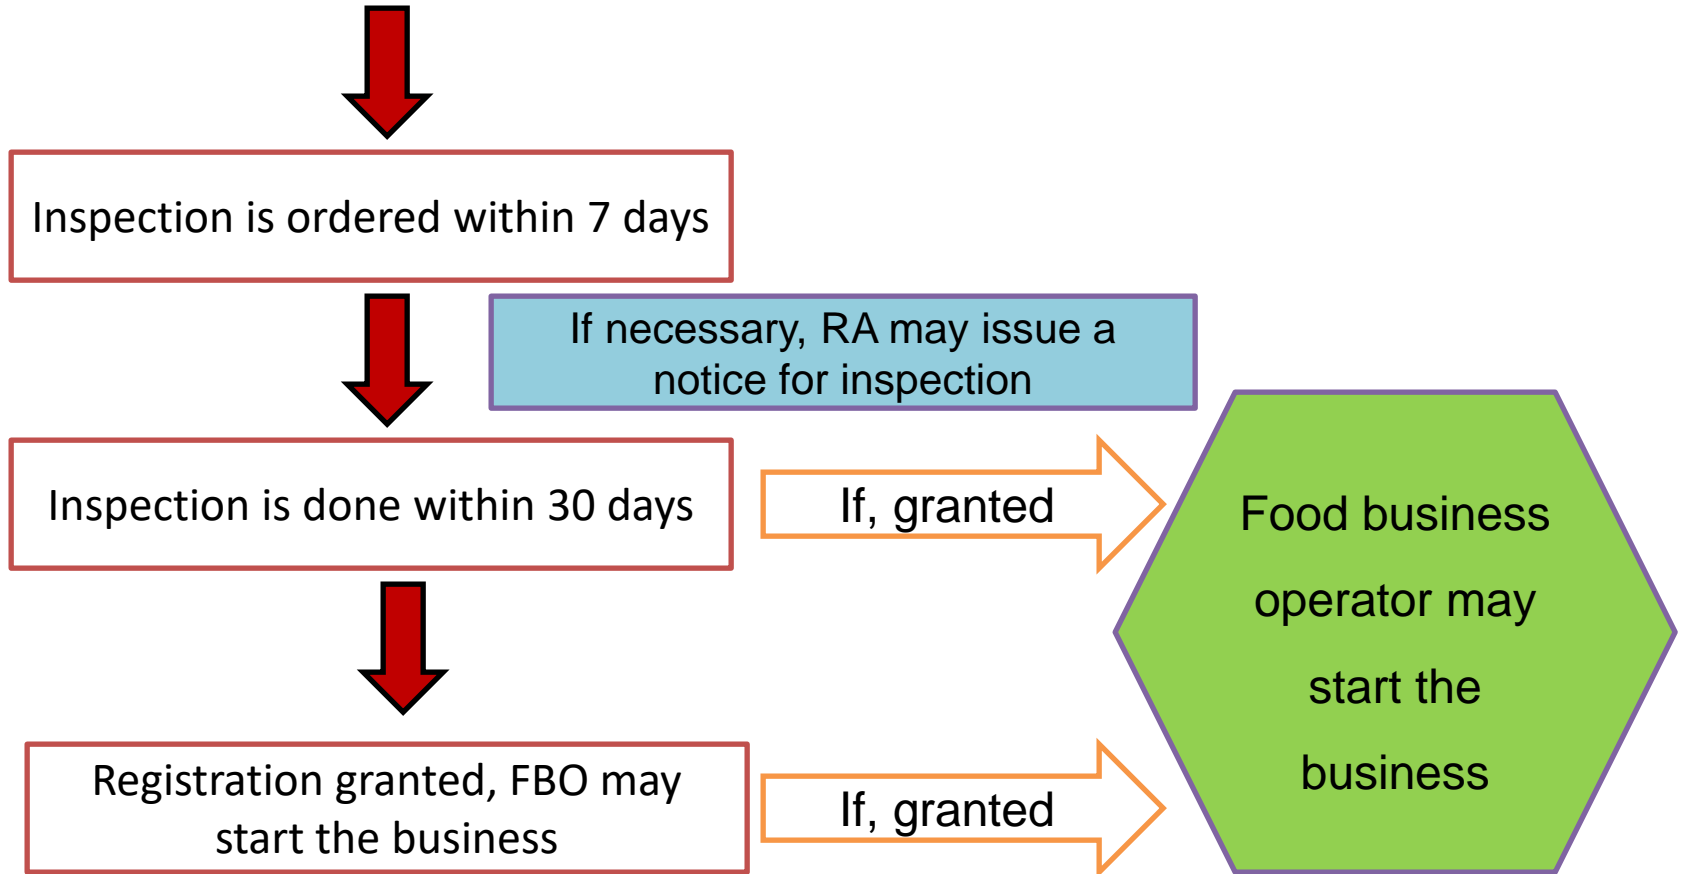 Inspection is ordered within 7 days
If necessary, RA may issue a
notice for inspection
Inspection is done within 30 days
If, granted
Food business
operator may
start the
business
Registration granted, FBO may
start the business
If, granted